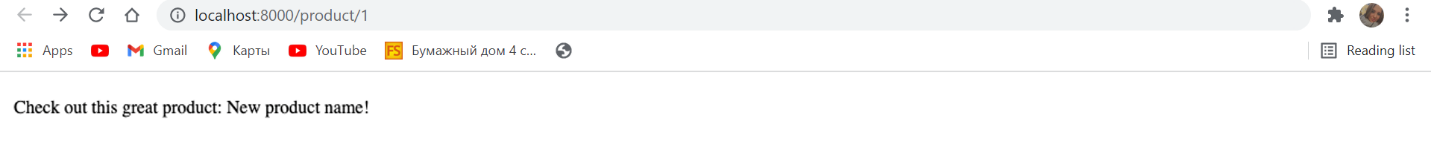 localhost:8000/product/1
Apps Gmail Карты YouTube FS Бумажный дом 4 с... Reading list
Check out this great product: New product name!